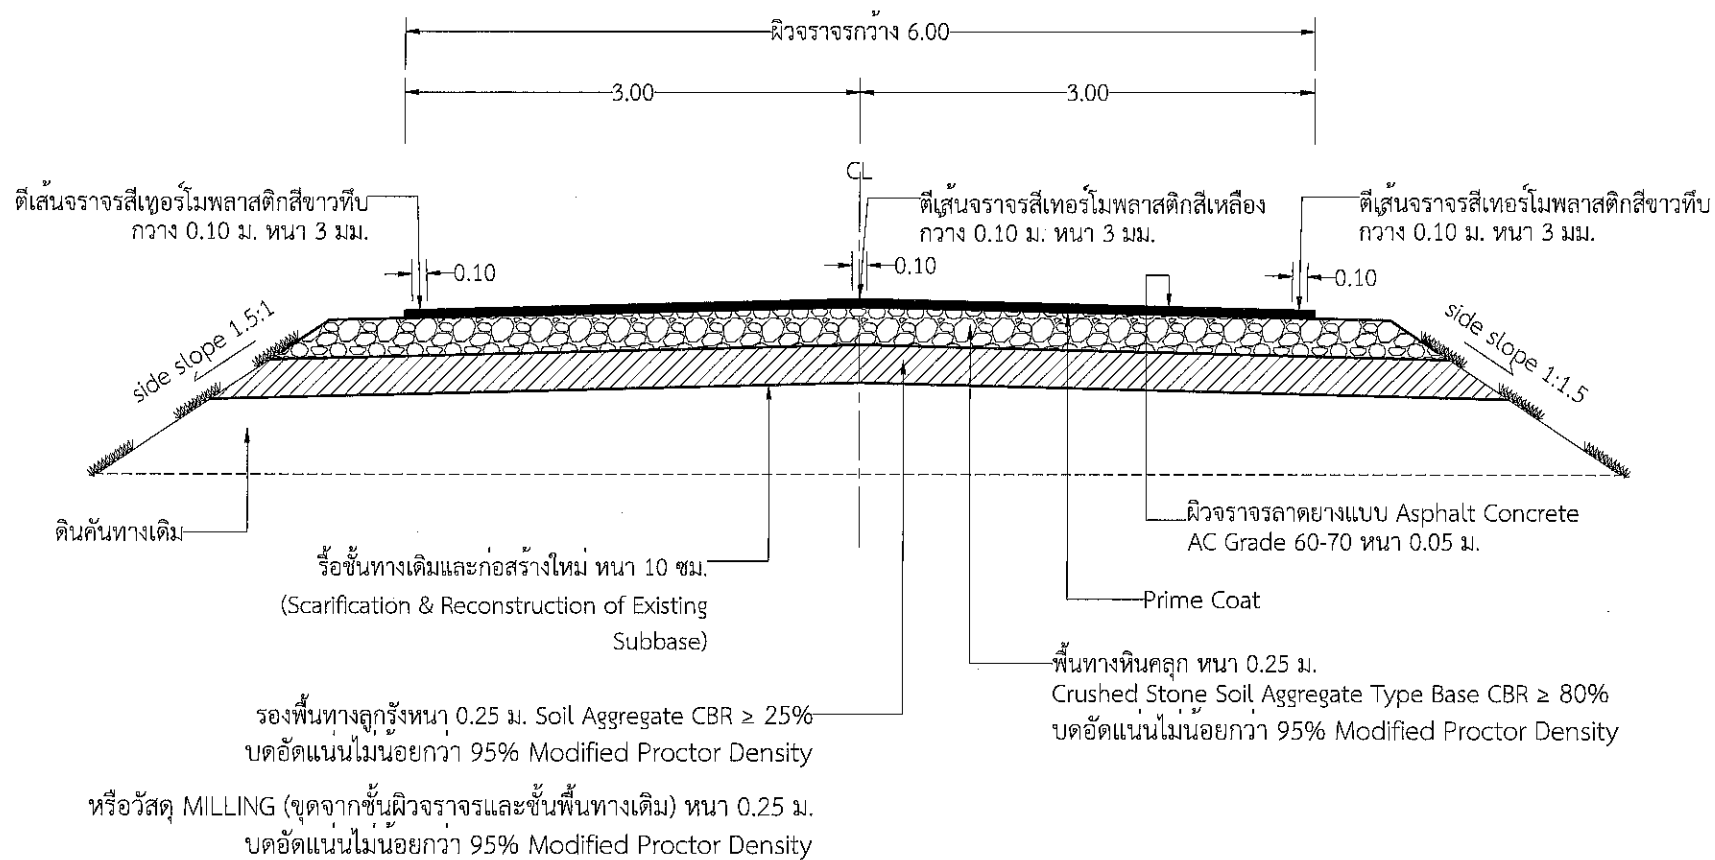 ผิวจราจรกว้าง 6.00
3.00
3.00
CL
ตีเส้นจราจรสีเทอร์โมพลาสติกสีขาวทึบ
กว้าง 0.10 ม. หนา 3 มม.
ตีเส้นจราจรสีเทอร์โมพลาสติกสีเหลือง
กว้าง 0.10 ม. หนา 3 มม.
ตีเส้นจราจรสีเทอร์โมพลาสติกสีขาวทึบ
กว้าง 0.10 ม. หนา 3 มม.
0.10
0.10
0.10
side slope 1.5:1
side slope 1:1.5
ดินคันทางเดิม
รื้อชั้นทางเดิมและก่อสร้างใหม่ หนา 10 ซม.
(Scarification & Reconstruction of Existing
Subbase)
ผิวจราจรลาดยางแบบ Asphalt Concrete
AC Grade 60-70 หนา 0.05 ม.
Prime Coat
พื้นทางหินคลุก หนา 0.25 ม.
Crushed Stone Soil Aggregate Type Base CBR ≥ 80%
บดอัดแน่นไม่น้อยกว่า 95% Modified Proctor Density
รองพื้นทางลูกรังหนา 0.25 ม. Soil Aggregate CBR ≥ 25%
บดอัดแน่นไม่น้อยกว่า 95% Modified Proctor Density
หรือวัสดุ MILLING (ขุดจากชั้นผิวจราจรและชั้นพื้นทางเดิม) หนา 0.25 ม.
บดอัดแน่นไม่น้อยกว่า 95% Modified Proctor Density